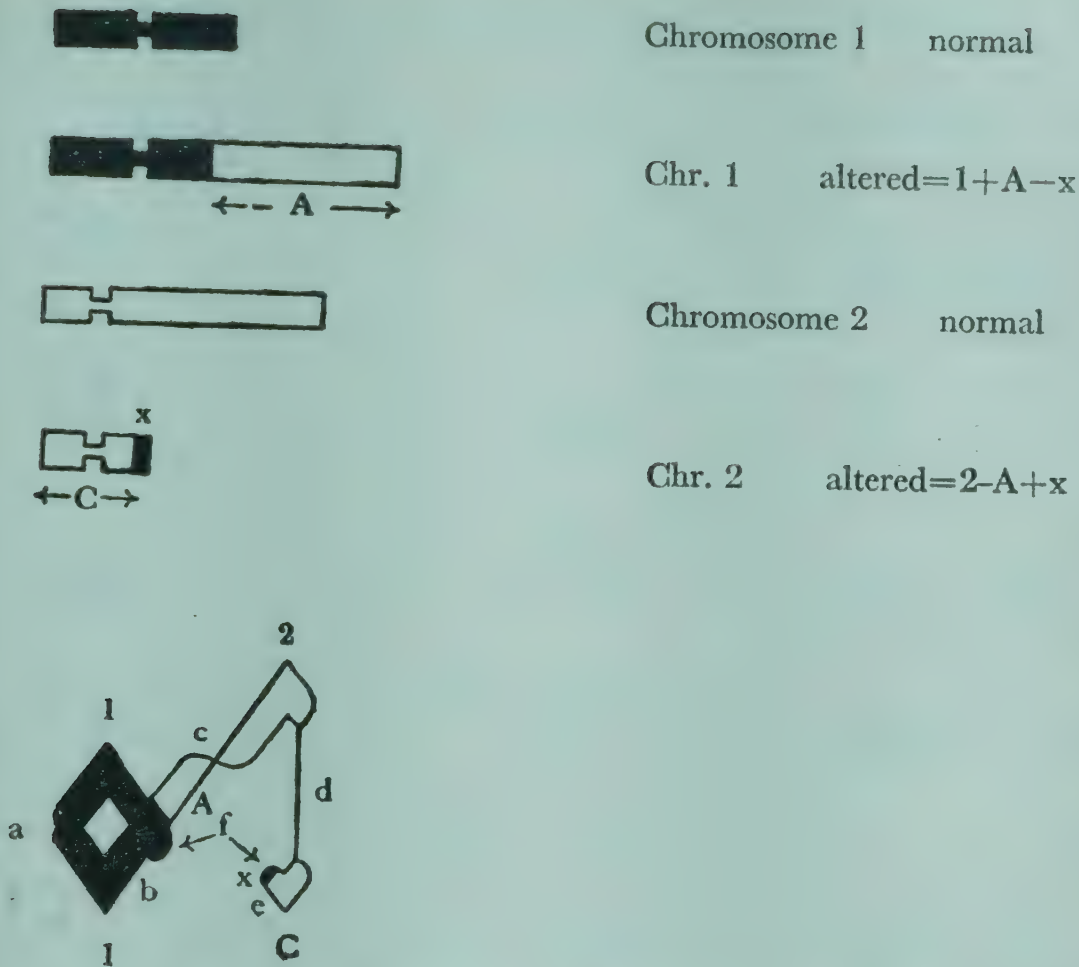 Chromosome 1 normal
Chr. 1 altered=1+A−x
A
Chromosome 2 normal
x
Chr. 2 altered=2-A+x
C
2
1
c
A
d
a
f
x
b
e
1
C